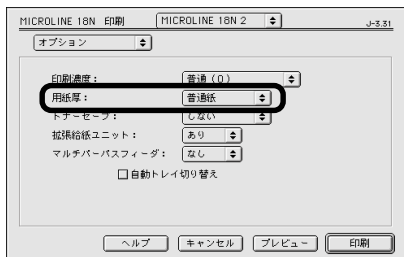 MICROLINE 18N 印刷 MICROLINE 18N 2 J-3.31
オプション
印刷濃度： 普通（0）
用紙厚： 普通紙
トナーセーブ： しない
拡張給紙ユニット： あり
マルチパーパスフィーダ： なし
自動トレイ切り替え
ヘルプ キャンセル プレビュー 印刷